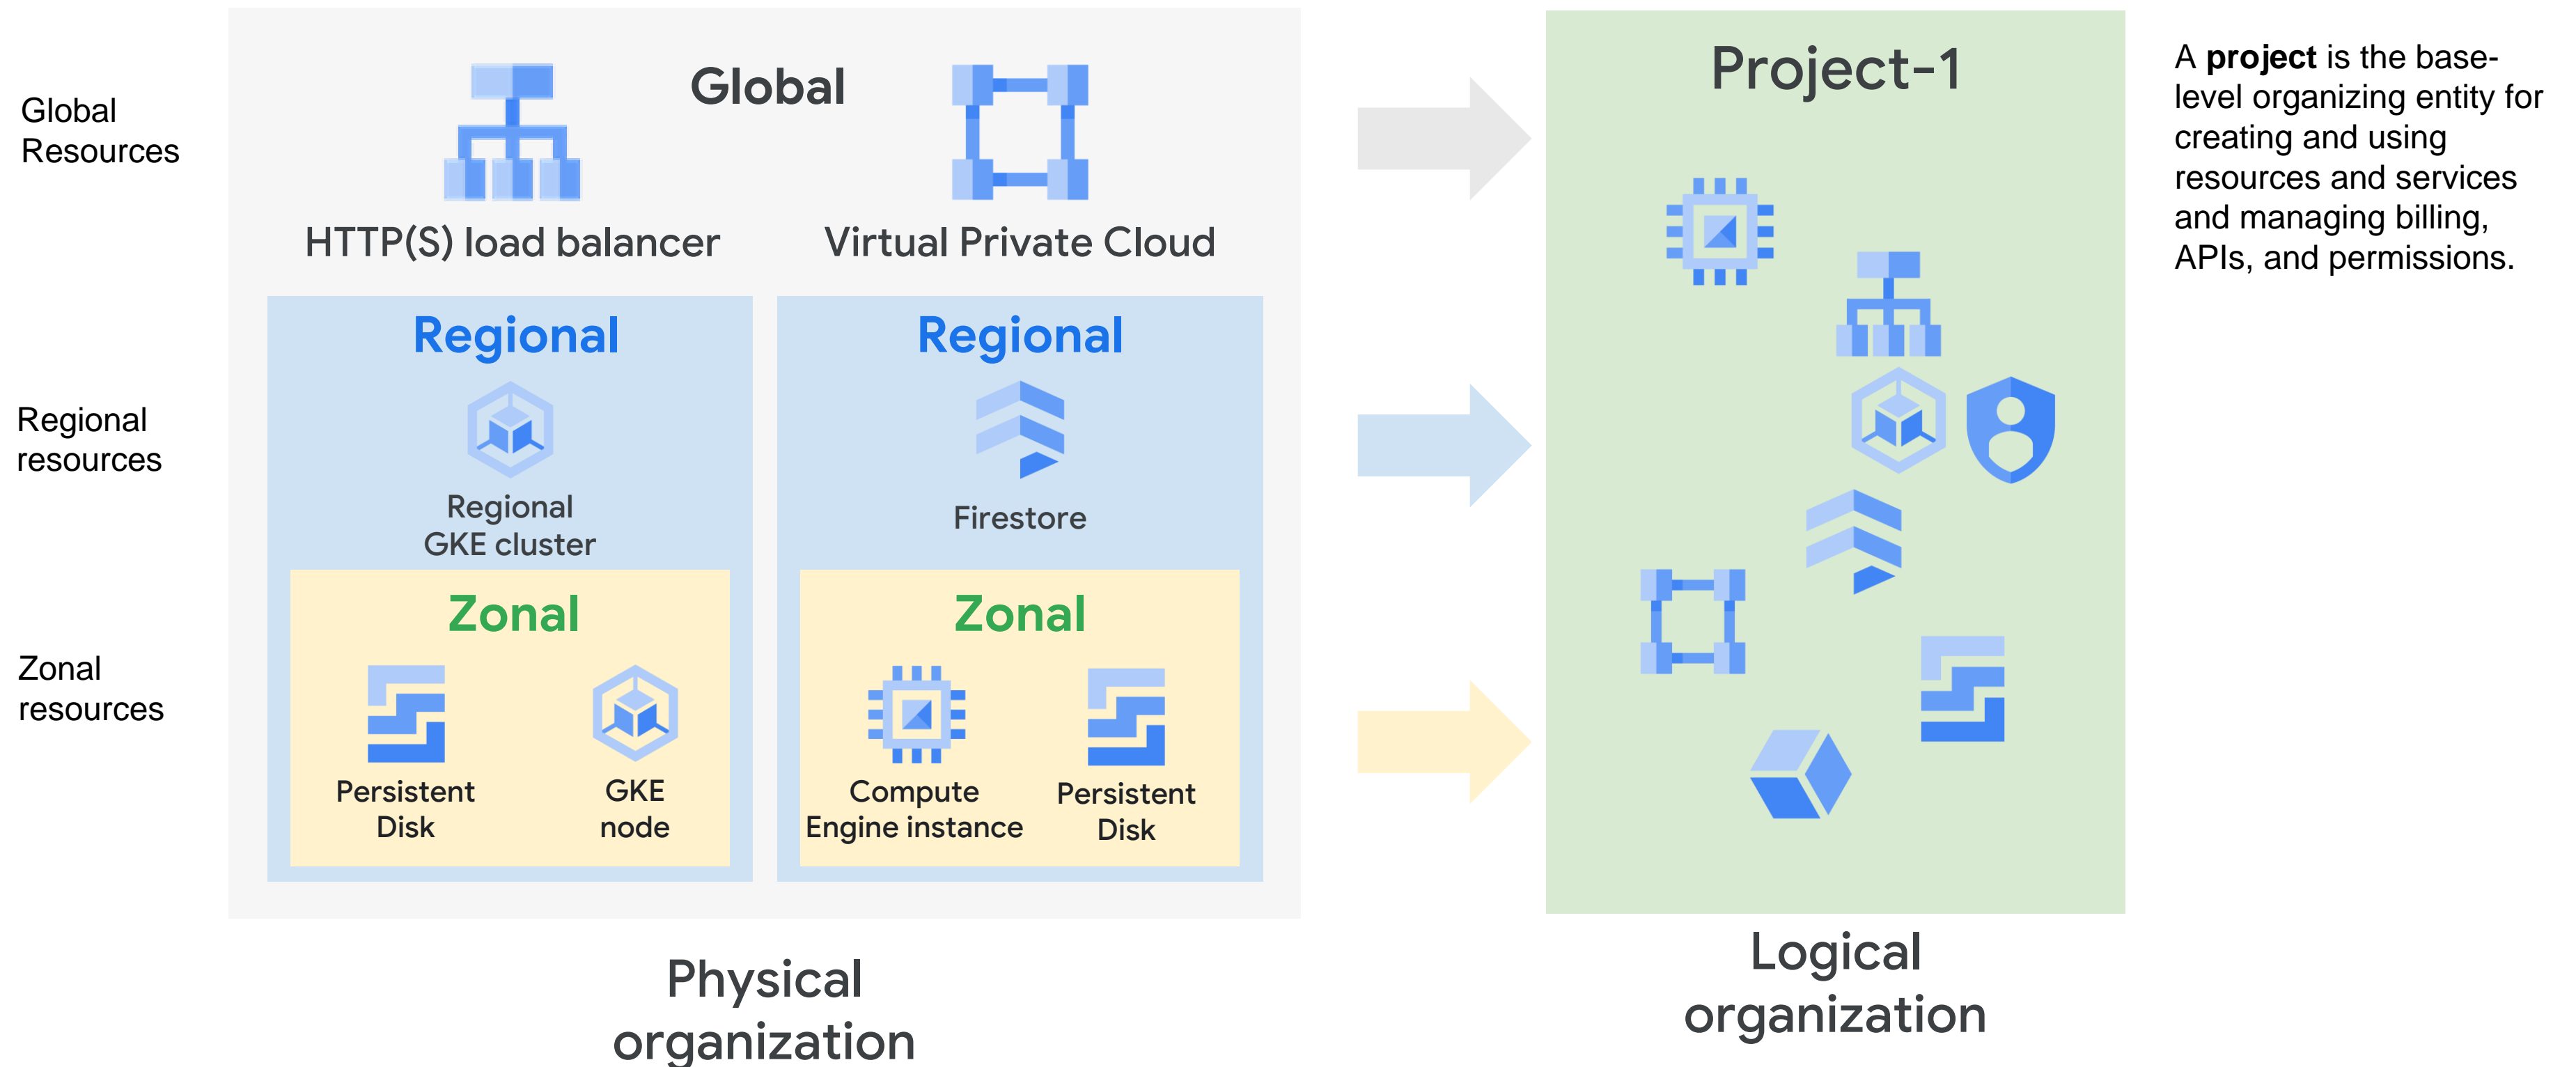 Global
Resources
Regional
resources
Zonal
resources
Global
HTTP(S) load balancer
Virtual Private Cloud
Regional
Regional
GKE cluster
Zonal
Persistent
Disk
GKE
node
Regional
Firestore
Zonal
Compute
Engine instance
Persistent
Disk
Physical
organization
Project-1
Logical
organization
A project is the base-
level organizing entity for
creating and using
resources and services
and managing billing,
APIs, and permissions.